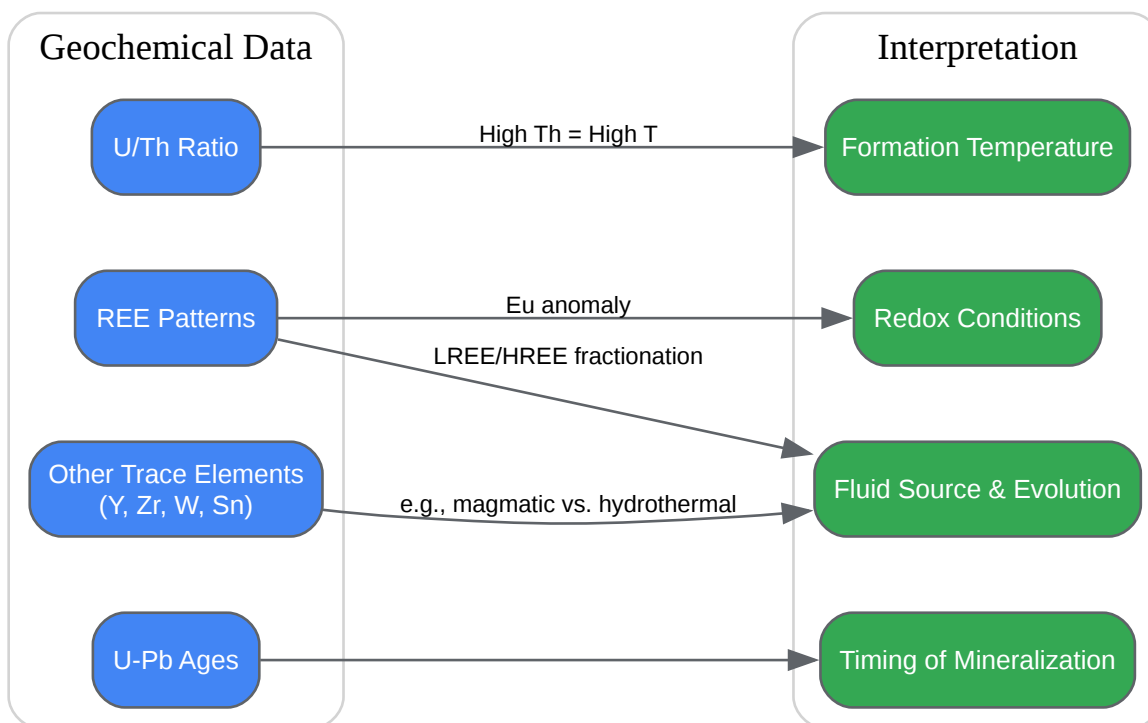 Geochemical Data
Interpretation
U/Th Ratio
High Th = High T
Formation Temperature
REE Patterns
Eu anomaly
Redox Conditions
LREE/HREE fractionation
Other Trace Elements
(Y, Zr, W, Sn)
e.g., magmatic vs. hydrothermal
Fluid Source & Evolution
U-Pb Ages
Timing of Mineralization